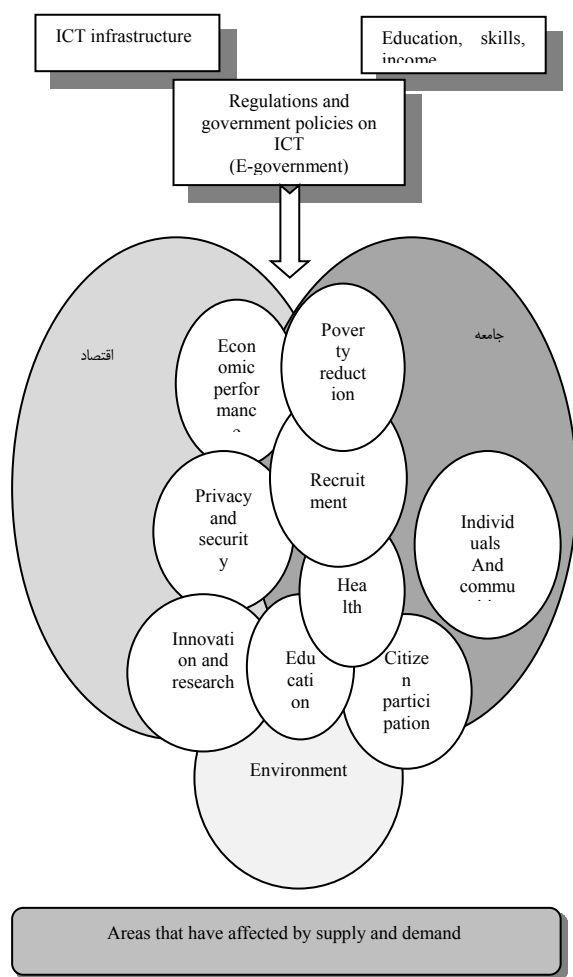 ICT infrastructure
Education, skills,
income
Regulations and
government policies on
ICT
(E-government)
اقتصاد
جامعه
Econ
omic
perfor
manc
Pover
ty
reduct
ion
Recruit
ment
Privacy
and
securit
y
Individ
uals
And
commu
Hea
lth
Innovati
on and
research
Edu
cati
on
Citize
n
partici
pation
Environment
Areas that have affected by supply and demand